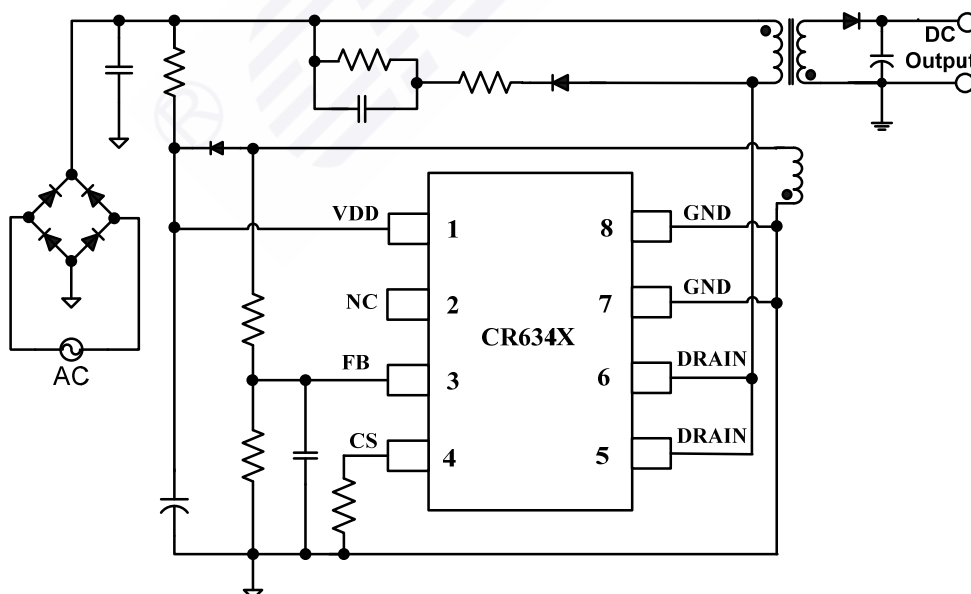 DC
Output
VDD
1
8
GND
NC
2
7
GND
CR634X
FB
3
6
DRAIN
AC
CS
4
5
DRAIN
®